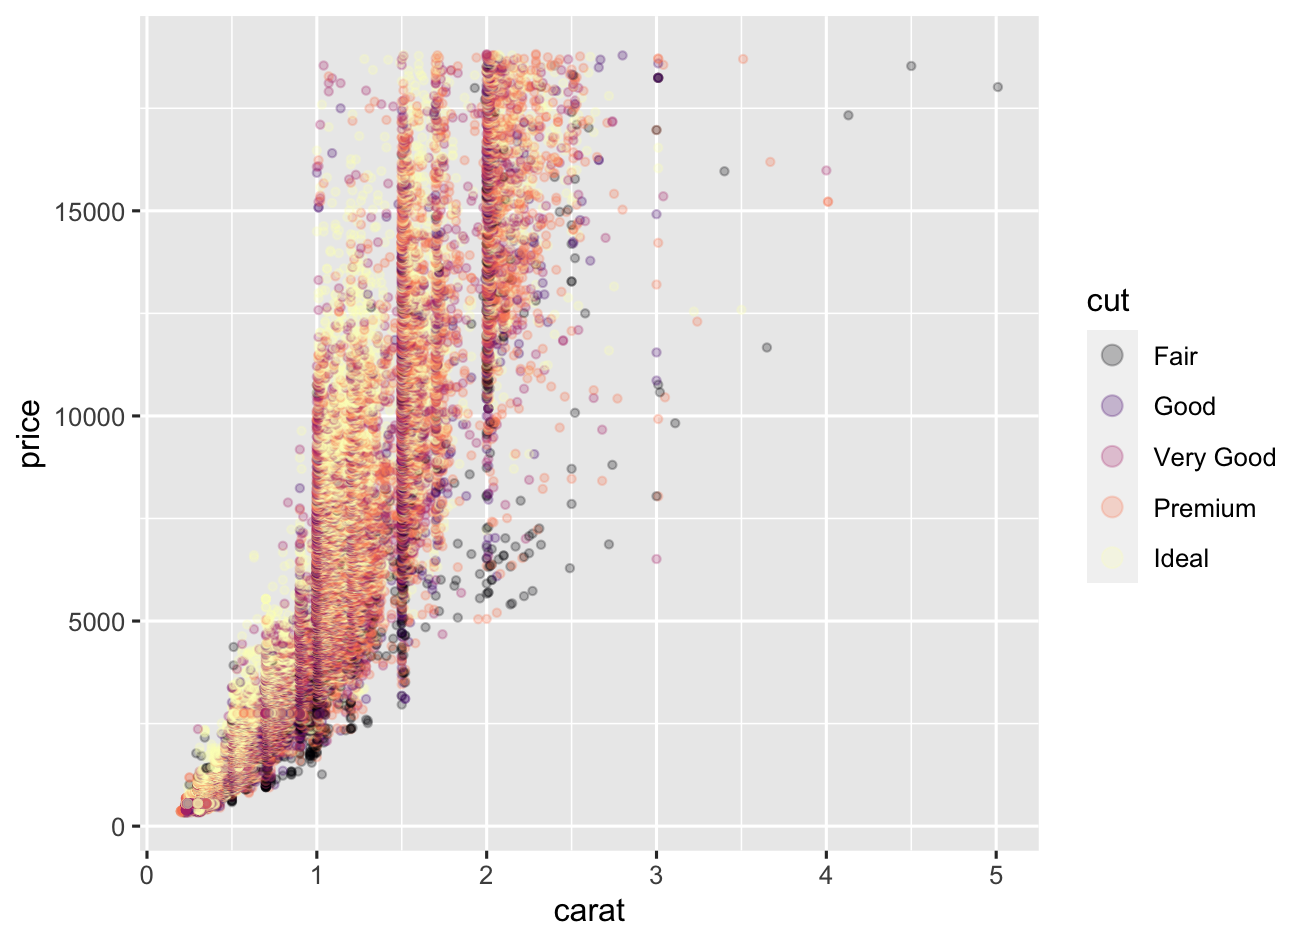 price
15000
10000
5000
0
0 1 2 3 4 5
carat
cut
Fair
Good
Very Good
Premium
Ideal